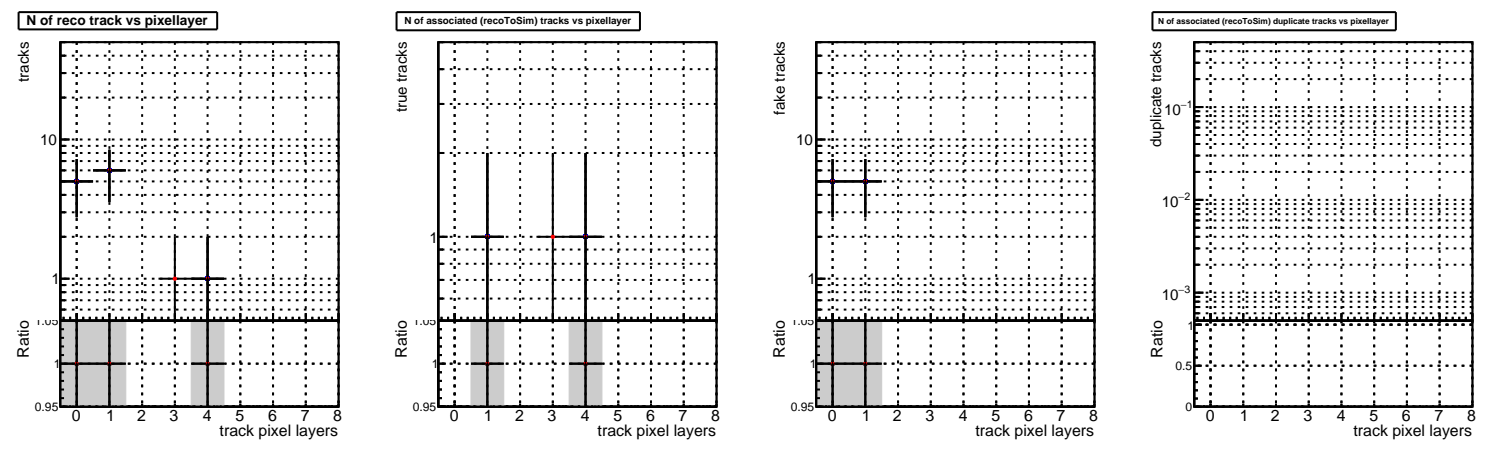 N of reco track vs pixellayer
tracks
10
1
Ratio
1.05
1
0.95
0 1 2 3 4 5 6 7 8
track pixel layers
N of associated (recoToSim) tracks vs pixellayer
true tracks
1
Ratio
1.05
1
0.95
0 1 2 3 4 5 6 7 8
track pixel layers
fake tracks
10
1
Ratio
1.05
1
0.95
0 1 2 3 4 5 6 7 8
track pixel layers
N of associated (recoToSim) duplicate tracks vs pixellayer
duplicate tracks
10⁻¹
10⁻²
10⁻³
Ratio
1
0.5
0
0 1 2 3 4 5 6 7 8
track pixel layers